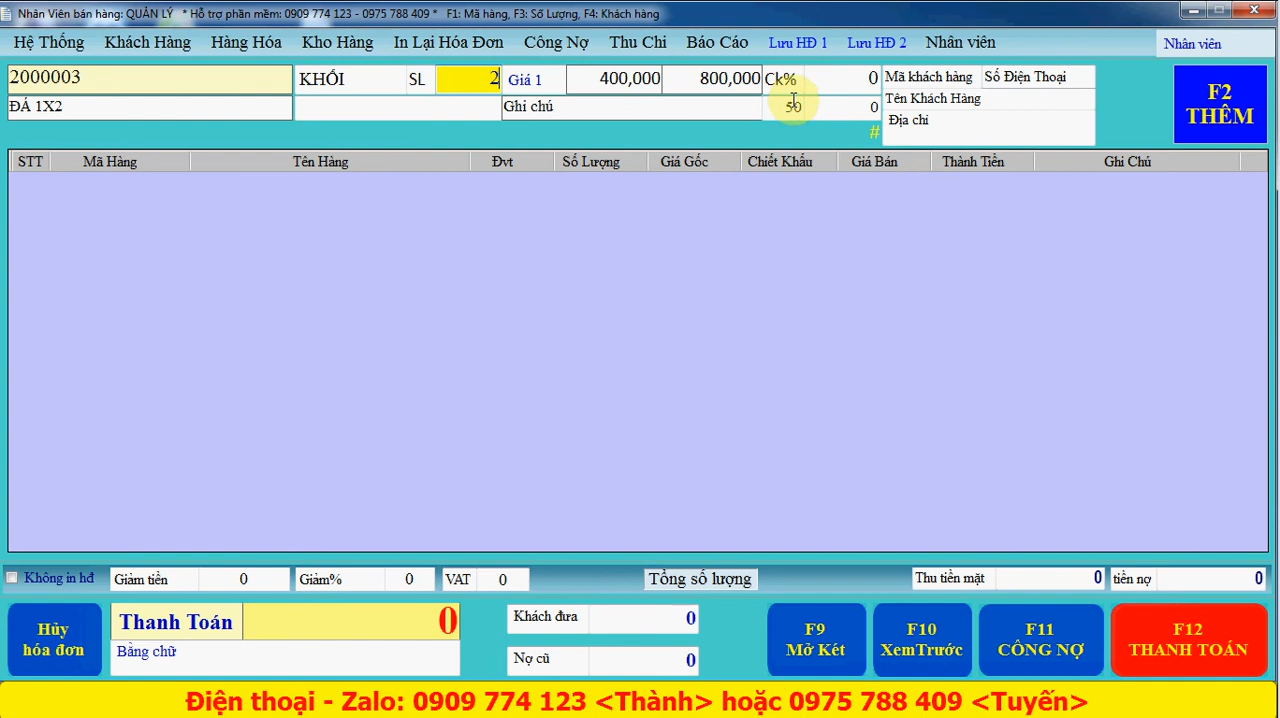 Nhân Viên bán hàng: QUẢN LÝ * Hỗ trợ phần mềm: 0909 774 123 - 0975 788 409 * F1: Mã hàng, F3: Số Lượng, F4: Khách hàng
Hệ Thống Khách Hàng Hàng Hóa Kho Hàng In Lại Hóa Đơn Công Nợ Thu Chi Báo Cáo Lưu HĐ 1 Lưu HĐ 2 Nhân viên Nhân viên
2000003 KHỐI SL 2 Giá 1 400,000 800,000 Ck% 0 Mã khách hàng Số Điện Thoại
ĐÁ 1X2 Ghi chú 50 0 Tên Khách Hàng
Địa chi
#
F2
THÊM
STT Mã Hàng Tên Hàng Đvt Số Lượng Giá Gốc Chiết Khấu Giá Bán Thành Tiền Ghi Chú
Không in hđ Giảm tiền 0 Giảm% 0 VAT 0 Tổng số lượng Thu tiền mặt 0 tiền nợ 0
Hủy
hóa đơn
Thanh Toán 0
Bằng chữ
Khách đưa 0
Nợ cũ 0
F9
Mở Két
F10
XemTrước
F11
CÔNG NỢ
F12
THANH TOÁN
Điện thoại - Zalo: 0909 774 123 <Thành> hoặc 0975 788 409 <Tuyến>